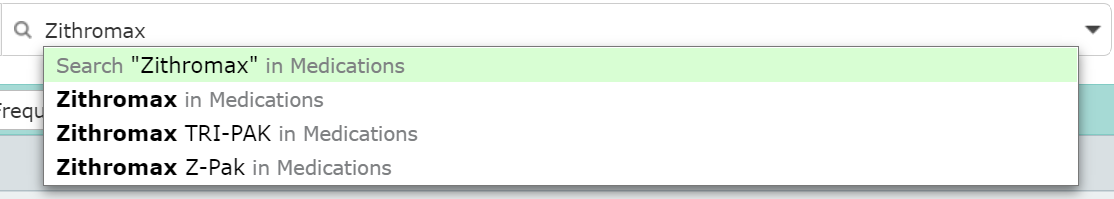 Zithromax
Search "Zithromax" in Medications
Zithromax in Medications
Zithromax TRI-PAK in Medications
Zithromax Z-Pak in Medications